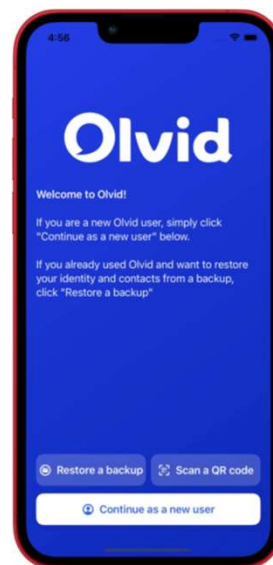 4:56
Olvid
Welcome to Olvid!
If you are a new Olvid user, simply click
"Continue as a new user" below.
If you already used Olvid and want to restore
your identity and contacts from a backup,
click "Restore a backup"
Restore a backup
Scan a QR code
Continue as a new user